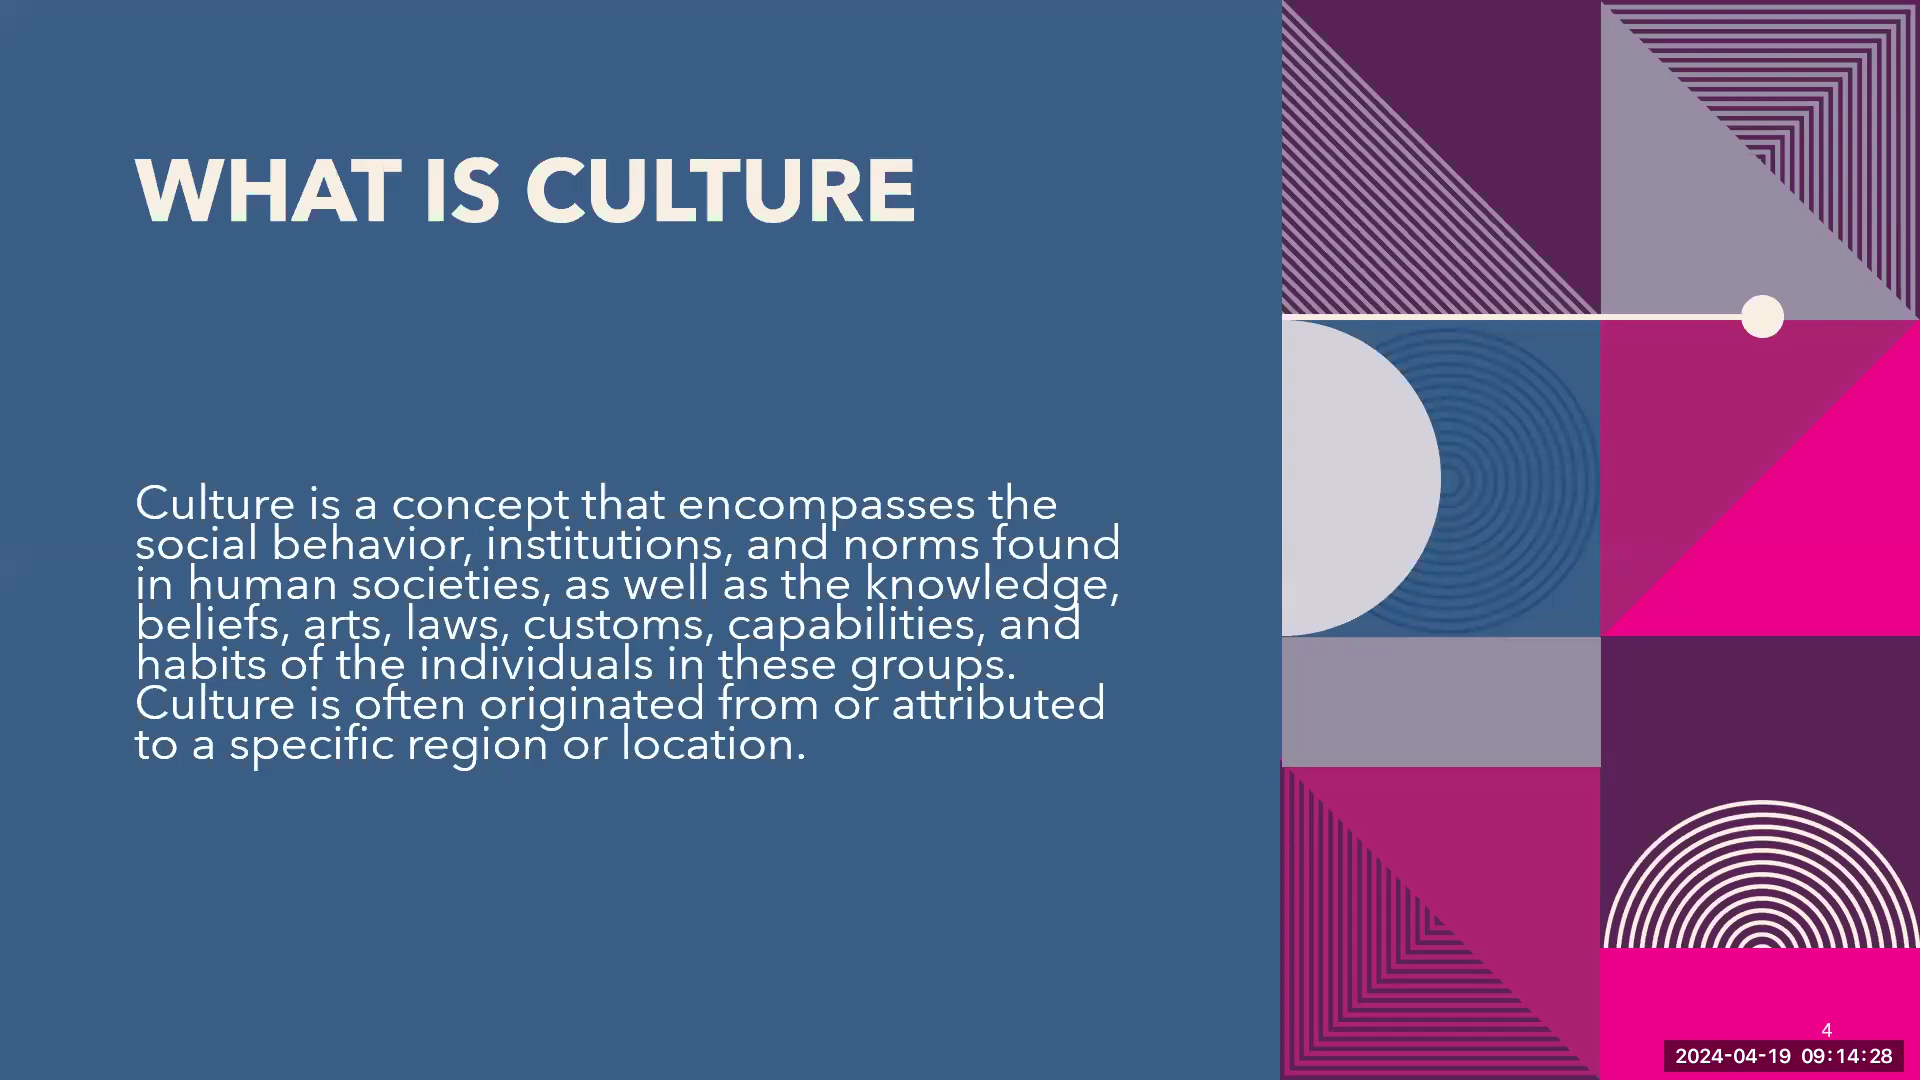 WHAT IS CULTURE
Culture is a concept that encompasses the
social behavior, institutions, and norms found
in human societies, as well as the knowledge,
beliefs, arts, laws, customs, capabilities, and
habits of the individuals in these groups.
Culture is often originated from or attributed
to a specific region or location.
4
2024-04-19 09:14:28